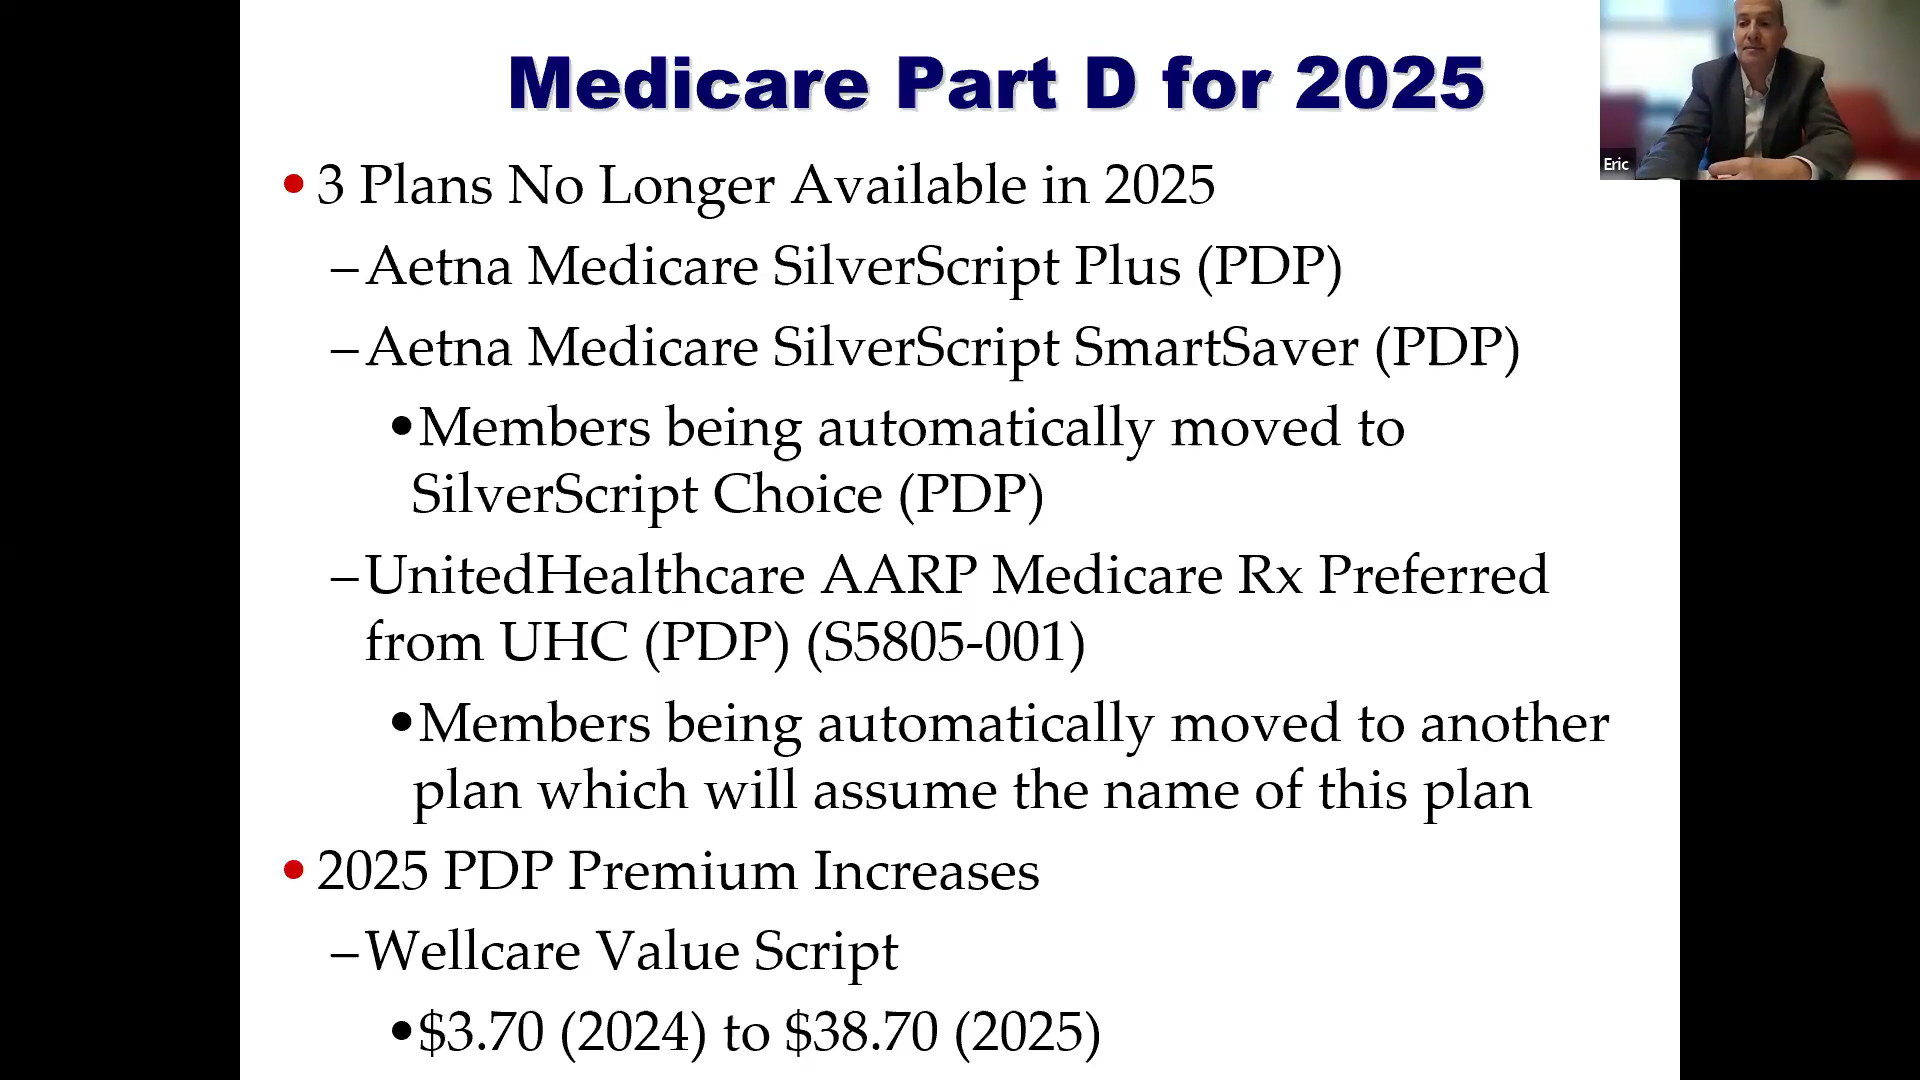 Medicare Part D for 2025
Eric
• 3 Plans No Longer Available in 2025
–Aetna Medicare SilverScript Plus (PDP)
–Aetna Medicare SilverScript SmartSaver (PDP)
•Members being automatically moved to
SilverScript Choice (PDP)
–UnitedHealthcare AARP Medicare Rx Preferred
from UHC (PDP) (S5805-001)
•Members being automatically moved to another
plan which will assume the name of this plan
• 2025 PDP Premium Increases
–Wellcare Value Script
•$3.70 (2024) to $38.70 (2025)